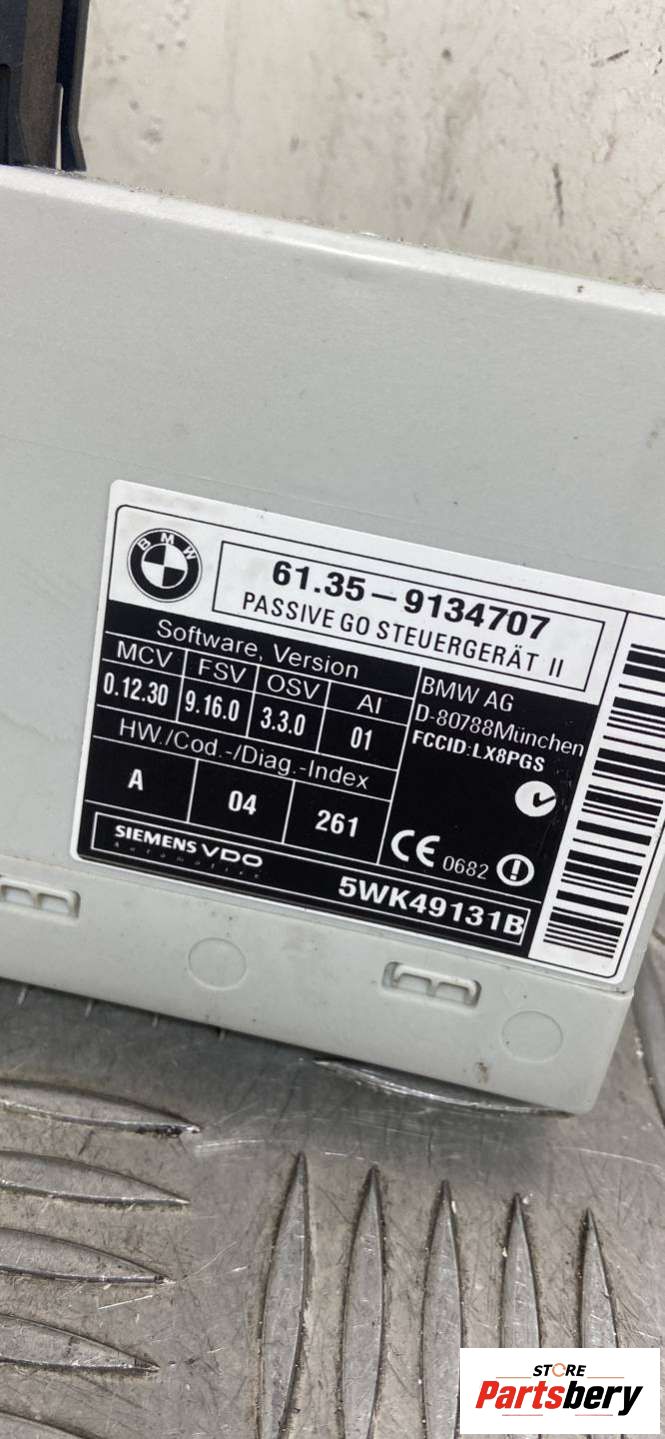 BMW
61.35-9134707
PASSIVE GO STEUERGERÄT II
Software, Version
MCV FSV OSV AI
0.12.30 9.16.0 3.3.0 01
HW./Cod.-/Diag.-Index
A 04 261
BMW AG
D-80788München
FCCID:LX8PGS
CE 0682
SIEMENS VDO
Automotive
5WK49131B
STORE
Partsbery